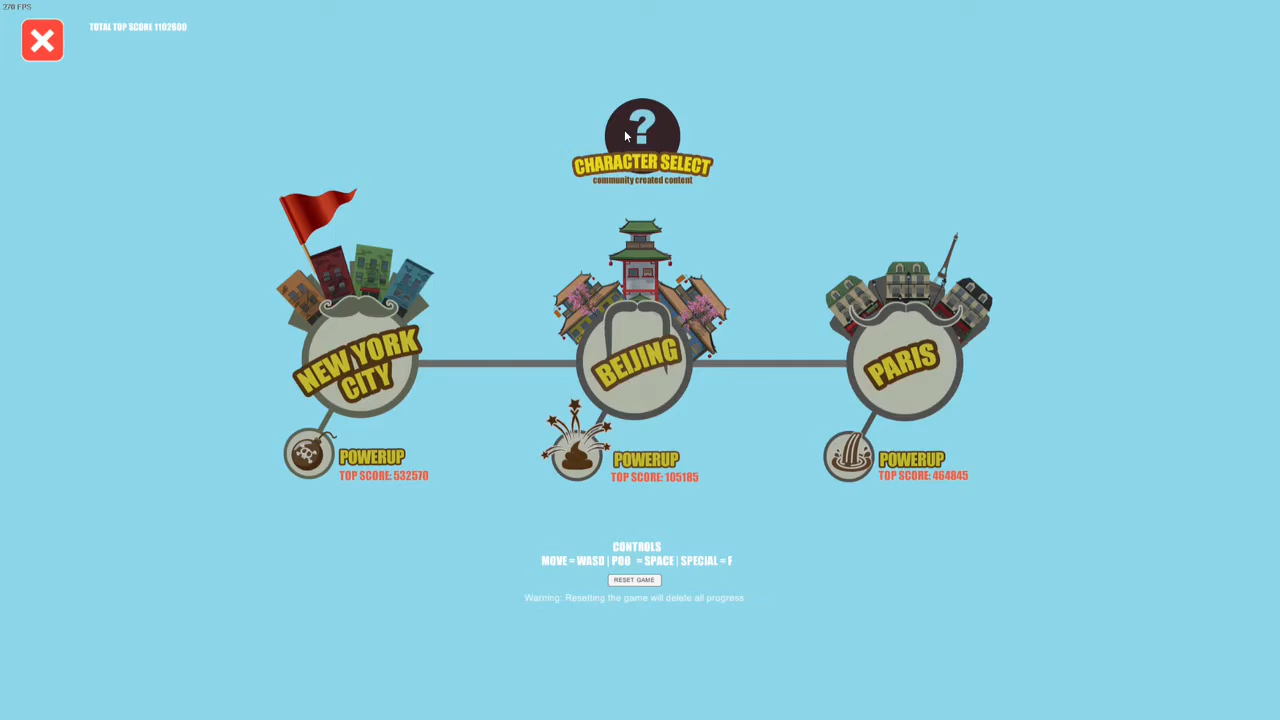 270 FPS
TOTAL TOP SCORE 1102600
?
CHARACTER SELECT
community created content
NEW YORK
CITY
BEIJING
PARIS
POWERUP
TOP SCORE: 532570
POWERUP
TOP SCORE: 105185
POWERUP
TOP SCORE: 464845
CONTROLS
MOVE = WASD | POO = SPACE | SPECIAL = F
RESET GAME
Warning: Resetting the game will delete all progress